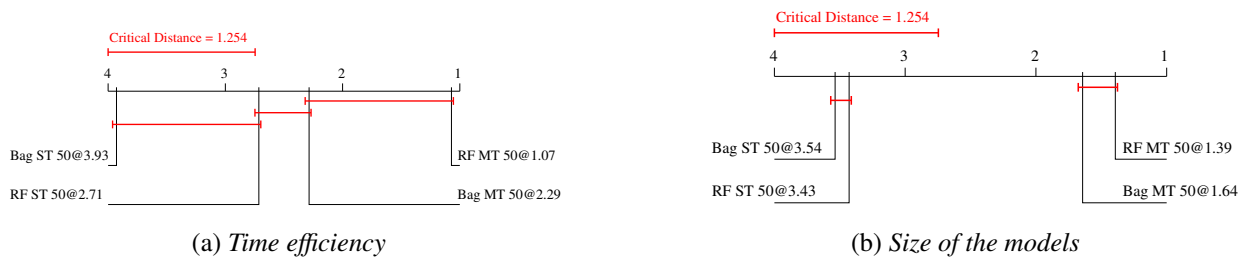 Critical Distance = 1.254
4 3 2 1
Bag ST 50@3.93
RF MT 50@1.07
RF ST 50@2.71
Bag MT 50@2.29
(a) Time efficiency
Critical Distance = 1.254
4 3 2 1
Bag ST 50@3.54
RF MT 50@1.39
RF ST 50@3.43
Bag MT 50@1.64
(b) Size of the models